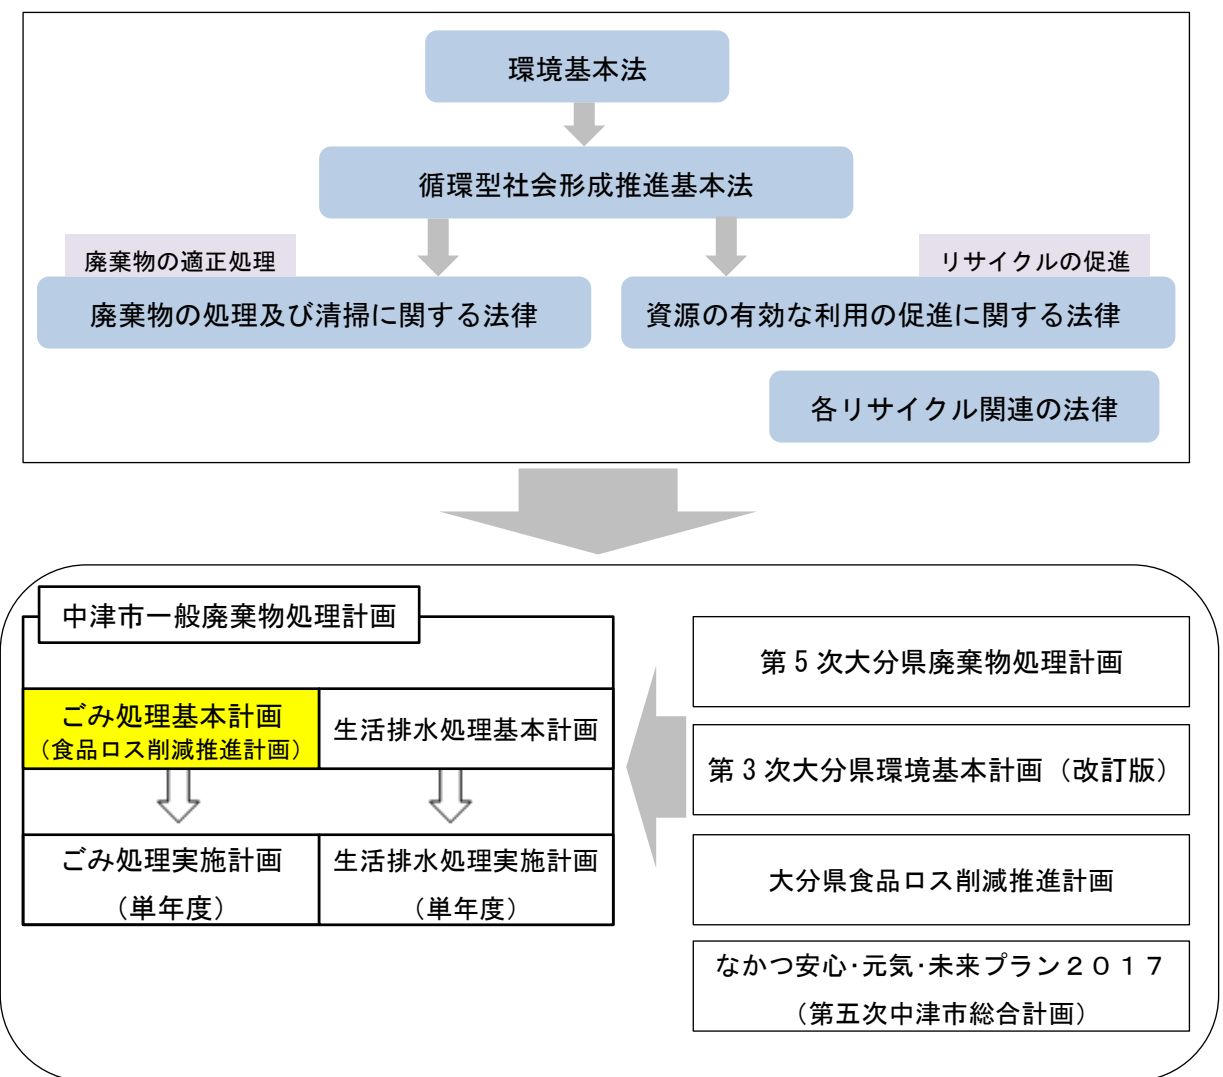 環境基本法
循環型社会形成推進基本法
廃棄物の適正処理
廃棄物の処理及び清掃に関する法律
リサイクルの促進
資源の有効な利用の促進に関する法律
各リサイクル関連の法律
中津市一般廃棄物処理計画
ごみ処理基本計画
（食品ロス削減推進計画）
生活排水処理基本計画
ごみ処理実施計画
（単年度）
生活排水処理実施計画
（単年度）
第5次大分県廃棄物処理計画
第3次大分県環境基本計画（改訂版）
大分県食品ロス削減推進計画
なかつ安心･元気･未来プラン２０１７
（第五次中津市総合計画）